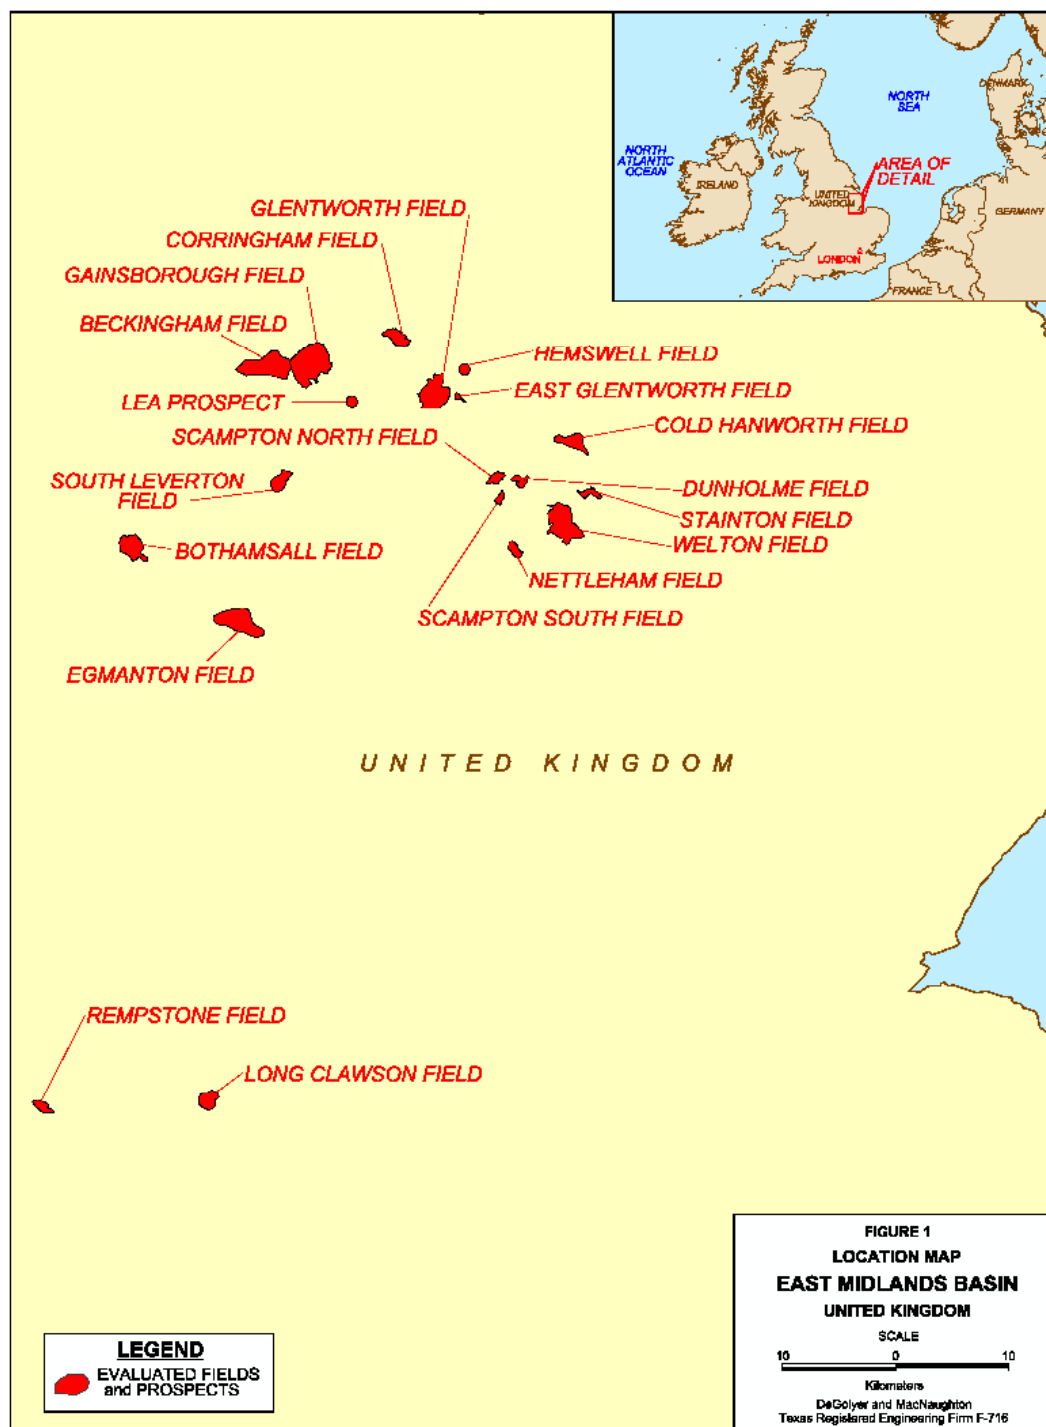 NORTH
SEA
DENMARK
NORTH
ATLANTIC
OCEAN
IRELAND
UNITED
KINGDOM
AREA OF
DETAIL
GERMANY
LONDON
FRANCE
GLENTWORTH FIELD
CORRINGHAM FIELD
GAINSBOROUGH FIELD
BECKINGHAM FIELD
HEMSWELL FIELD
EAST GLENTWORTH FIELD
LEA PROSPECT
COLD HANWORTH FIELD
SCAMPTON NORTH FIELD
SOUTH LEVERTON
FIELD
DUNHOLME FIELD
STAINTON FIELD
WELTON FIELD
BOTHAMSALL FIELD
NETTLEHAM FIELD
SCAMPTON SOUTH FIELD
EGMANTON FIELD
UNITED KINGDOM
REMPSTONE FIELD
LONG CLAWSON FIELD
LEGEND
EVALUATED FIELDS
and PROSPECTS
FIGURE 1
LOCATION MAP
EAST MIDLANDS BASIN
UNITED KINGDOM
SCALE
10 0 10
Kilometers
DeGolyer and MacNaughton
Texas Registered Engineering Firm F-716